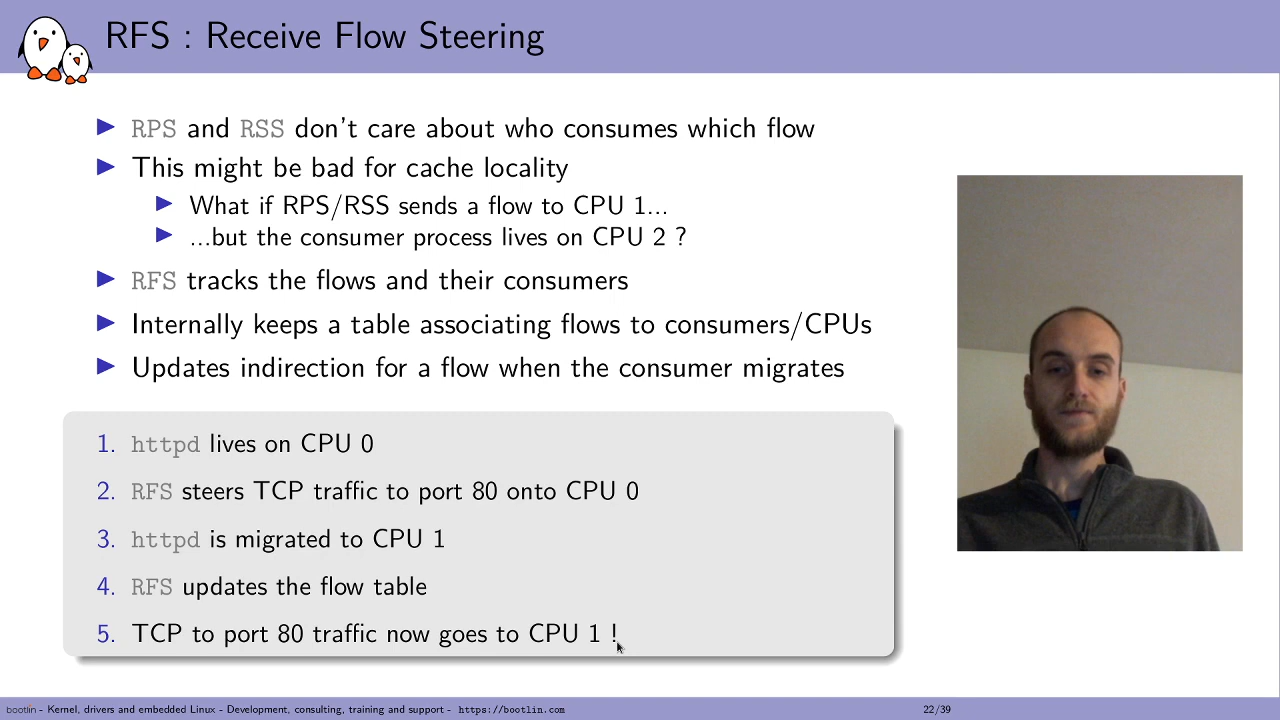 RFS : Receive Flow Steering
RPS and RSS don't care about who consumes which flow
This might be bad for cache locality
What if RPS/RSS sends a flow to CPU 1...
...but the consumer process lives on CPU 2 ?
RFS tracks the flows and their consumers
Internally keeps a table associating flows to consumers/CPUs
Updates indirection for a flow when the consumer migrates
1. httpd lives on CPU 0
2. RFS steers TCP traffic to port 80 onto CPU 0
3. httpd is migrated to CPU 1
4. RFS updates the flow table
5. TCP to port 80 traffic now goes to CPU 1 !
bootlin - Kernel, drivers and embedded Linux - Development, consulting, training and support - https://bootlin.com 22/39